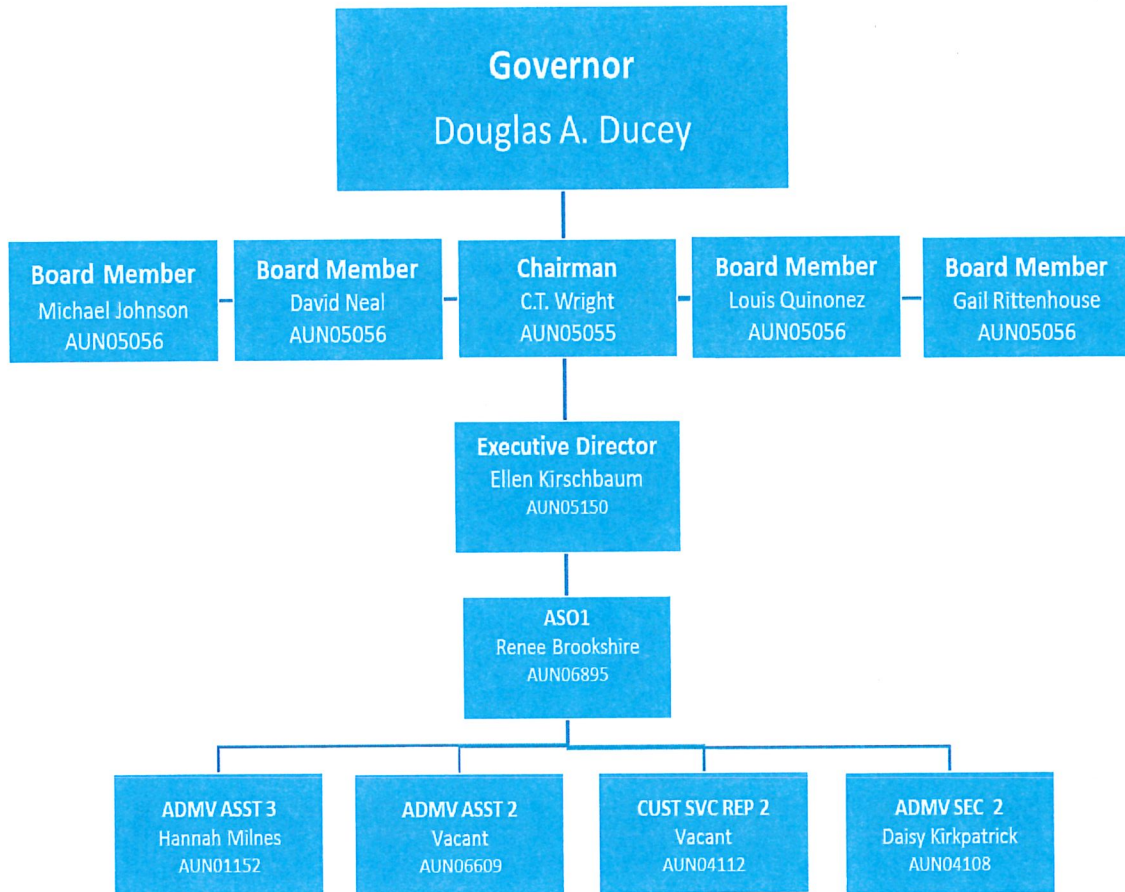 Governor
Douglas A. Ducey
Board Member
Michael Johnson
AUN05056
Board Member
David Neal
AUN05056
Chairman
C.T. Wright
AUN05055
Board Member
Louis Quinonez
AUN05056
Board Member
Gail Rittenhouse
AUN05056
Executive Director
Ellen Kirschbaum
AUN05150
ASO1
Renee Brookshire
AUN06895
ADMV ASST 3
Hannah Milnes
AUN01152
ADMV ASST 2
Vacant
AUN06609
CUST SVC REP 2
Vacant
AUN04112
ADMV SEC 2
Daisy Kirkpatrick
AUN04108